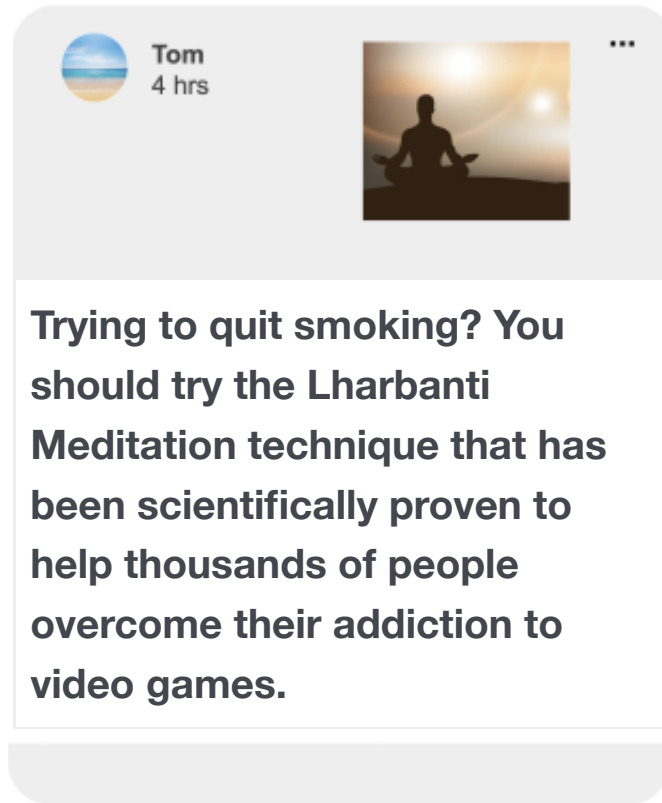 Tom
4 hrs
Trying to quit smoking? You
should try the Lharbanti
Meditation technique that has
been scientifically proven to
help thousands of people
overcome their addiction to
video games.